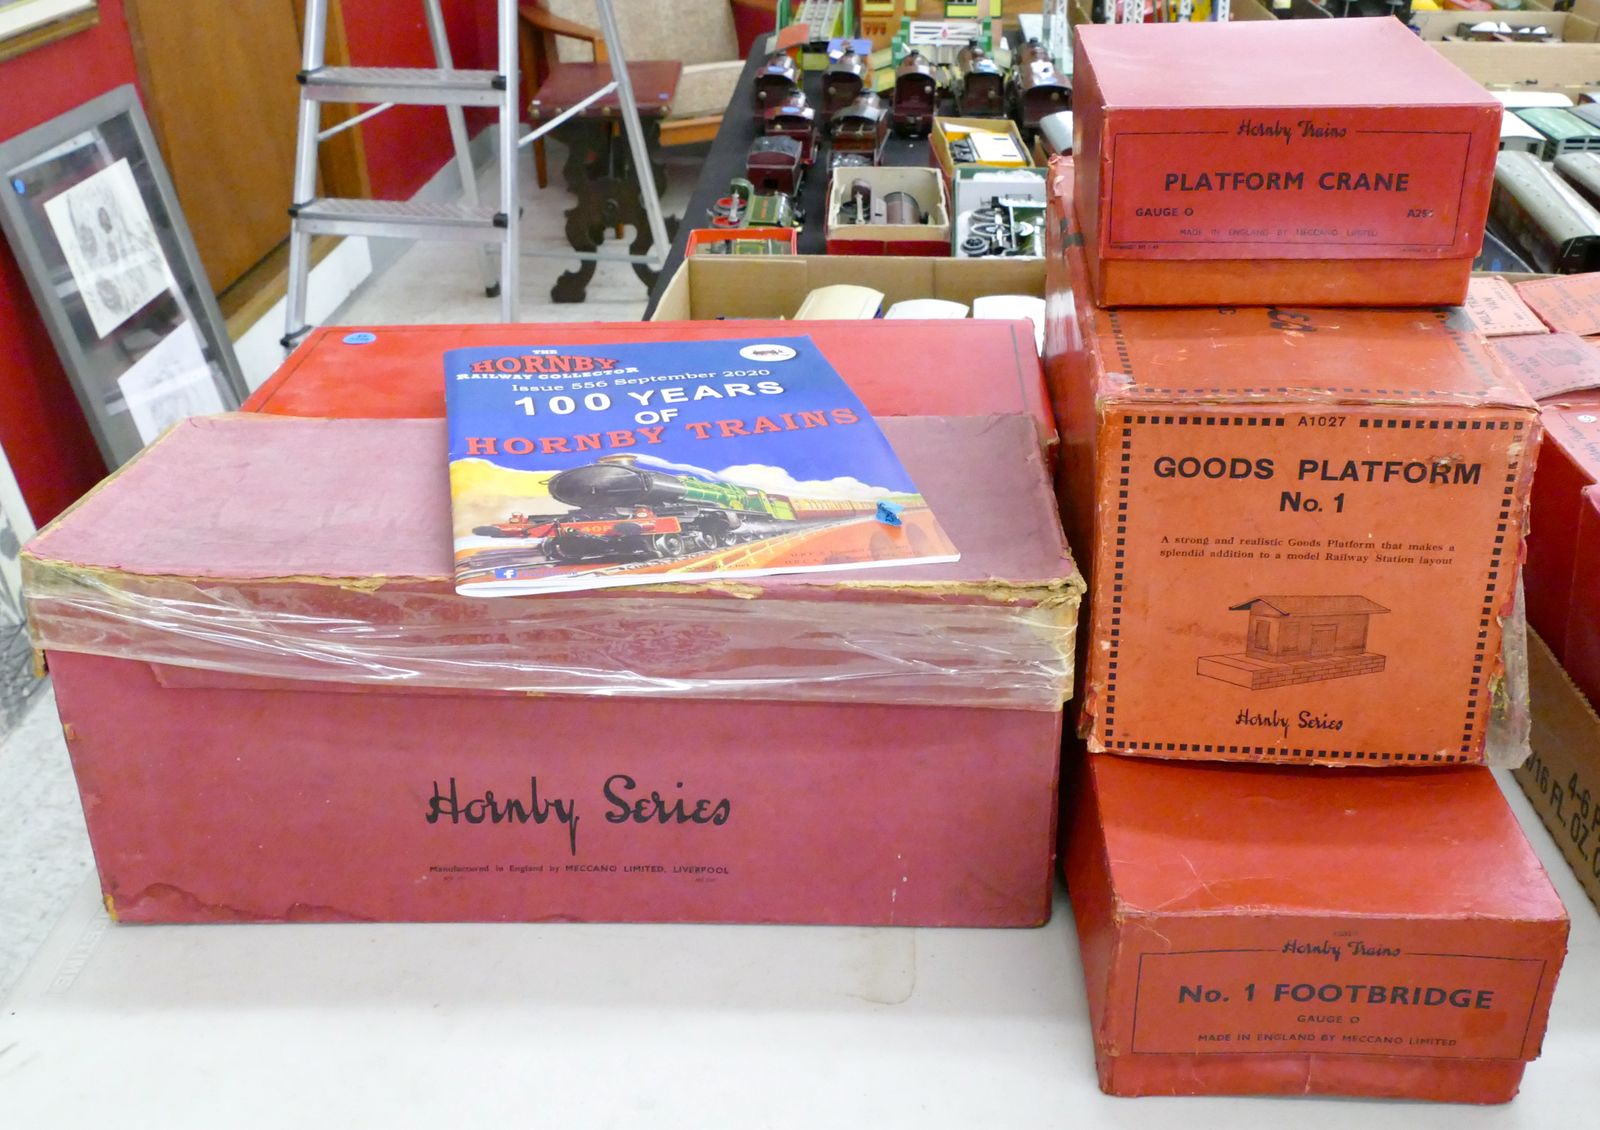 THE
HORNBY
RAILWAY COLLECTOR
Issue 556 September 2020
100 YEARS
OF
HORNBY TRAINS
Hornby Series
Manufactured in England by MECCANO LIMITED, LIVERPOOL
Hornby Trains
PLATFORM CRANE
GAUGE O
MADE IN ENGLAND BY MECCANO LIMITED
A1027
GOODS PLATFORM
No. 1
A strong and realistic Goods Platform that makes a
splendid addition to a model Railway Station layout
Hornby Series
Hornby Trains
No. 1 FOOTBRIDGE
GAUGE O
MADE IN ENGLAND BY MECCANO LIMITED